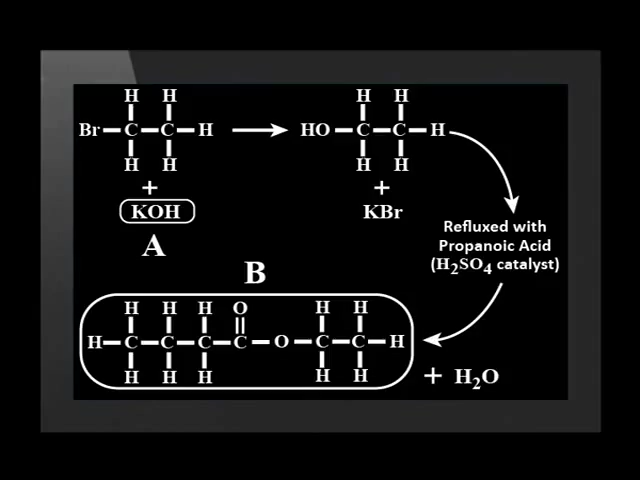 H H H H
Br C C H HO C C H
H H H H
+ +
KOH KBr
A
Refluxed with
Propanoic Acid
(H2SO4 catalyst)
B
H H H O H H
H C C C C O C C H
H H H H H
+ H2O